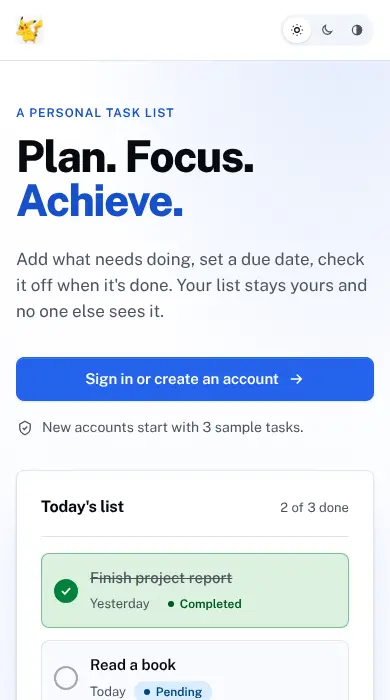 A PERSONAL TASK LIST
Plan. Focus.
Achieve.
Add what needs doing, set a due date, check
it off when it's done. Your list stays yours and
no one else sees it.
Sign in or create an account →
New accounts start with 3 sample tasks.
Today's list 2 of 3 done
Finish project report
Yesterday • Completed
Read a book
Today • Pending